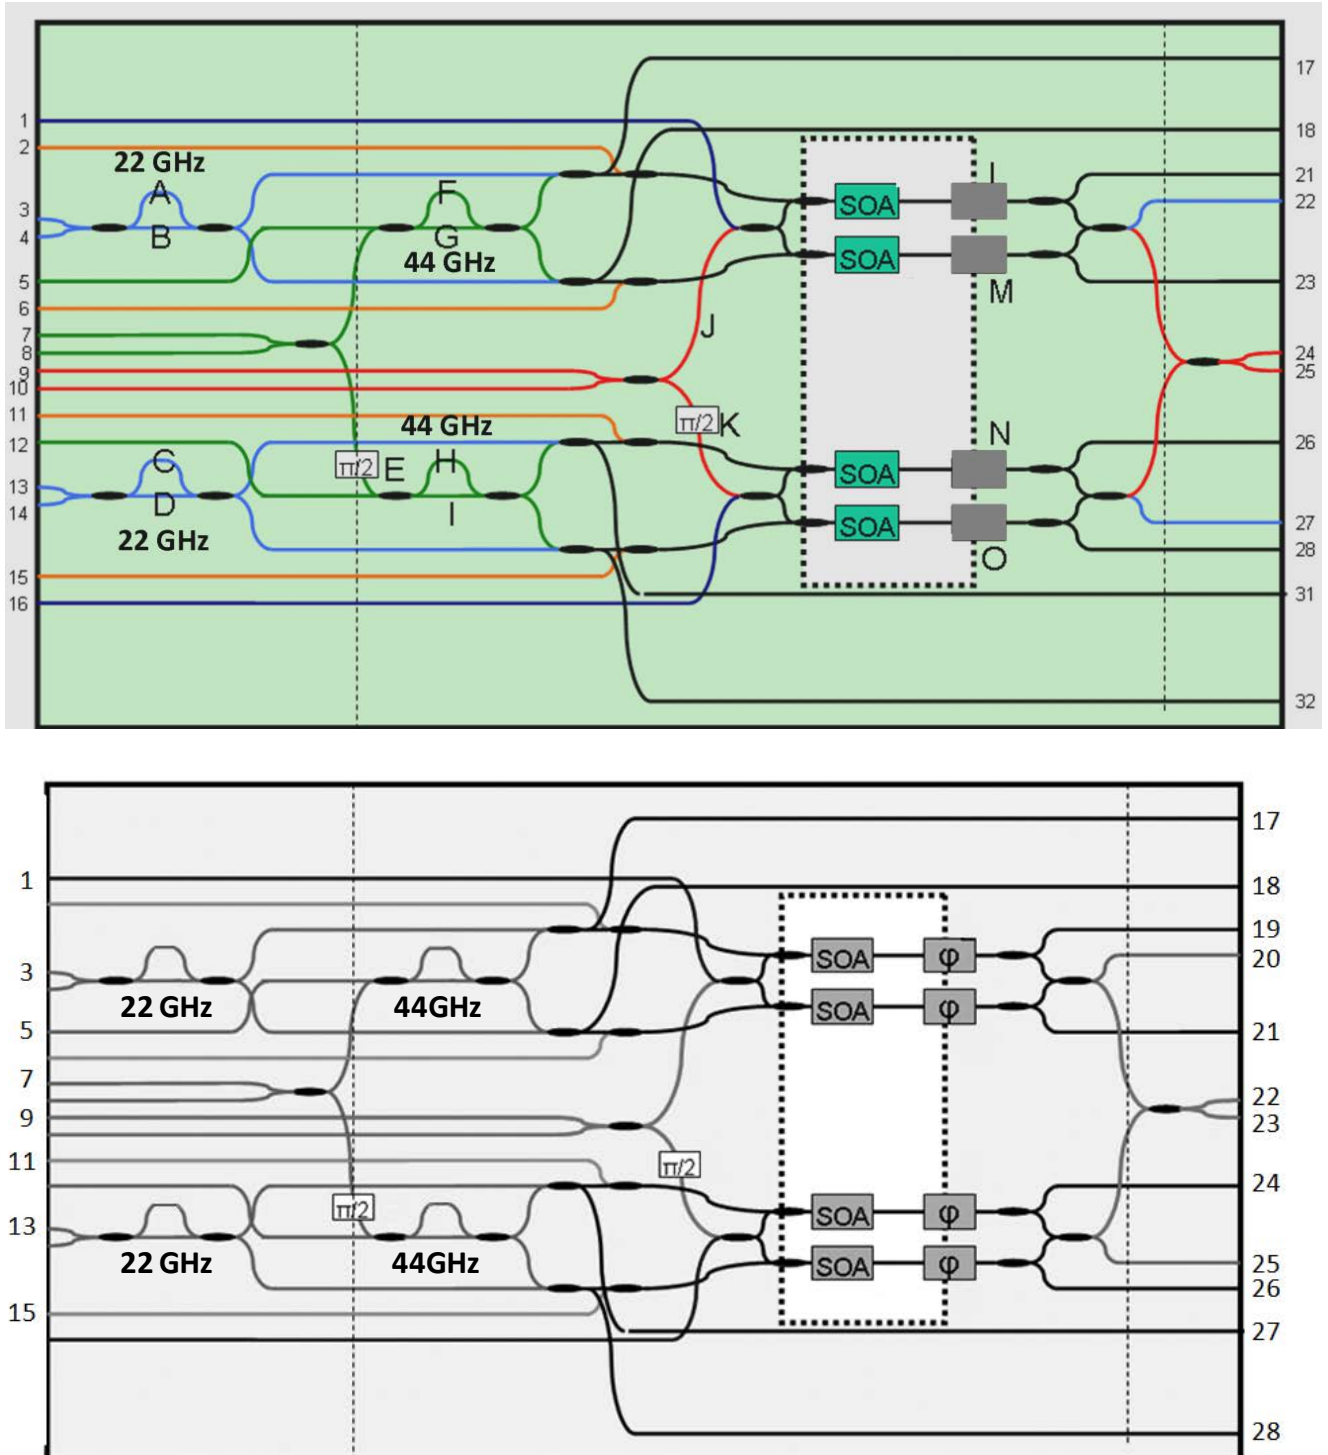 17
1
18
2
22 GHz
A
I
21
SOA
22
3
F
4
B
G
44 GHz
SOA
5
23
M
6
J
7
8
24
9
25
10
11
π/2
K
44 GHz
N
12
26
C
π/2
E
H
SOA
13
D
I
14
SOA
27
22 GHz
28
O
15
31
16
32
17
1
18
19
SOA
φ
20
3
22 GHz
44GHz
SOA
φ
5
21
7
22
9
23
11
π/2
24
π/2
SOA
φ
13
22 GHz
44GHz
SOA
φ
25
26
15
27
28